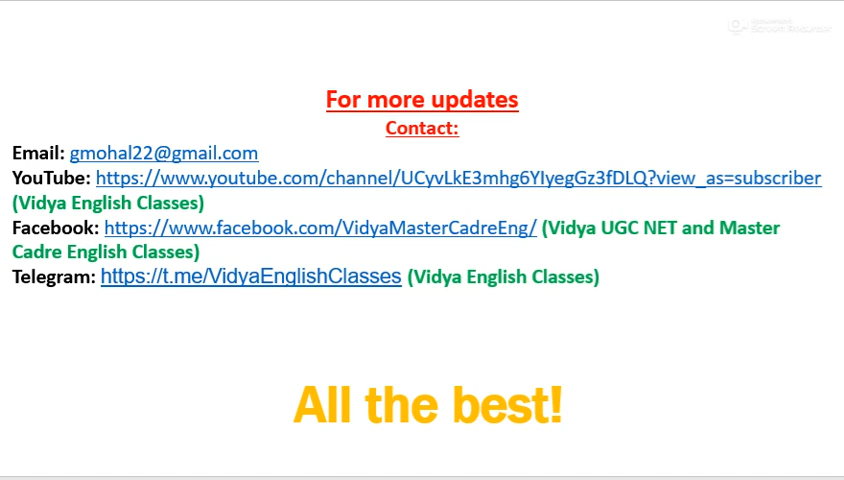 Screen Recorder
For more updates
Contact:
Email: gmohal22@gmail.com
YouTube: https://www.youtube.com/channel/UCyvLkE3mhg6YIyegGz3fDLQ?view_as=subscriber
(Vidya English Classes)
Facebook: https://www.facebook.com/VidyaMasterCadreEng/ (Vidya UGC NET and Master
Cadre English Classes)
Telegram: https://t.me/VidyaEnglishClasses (Vidya English Classes)
All the best!